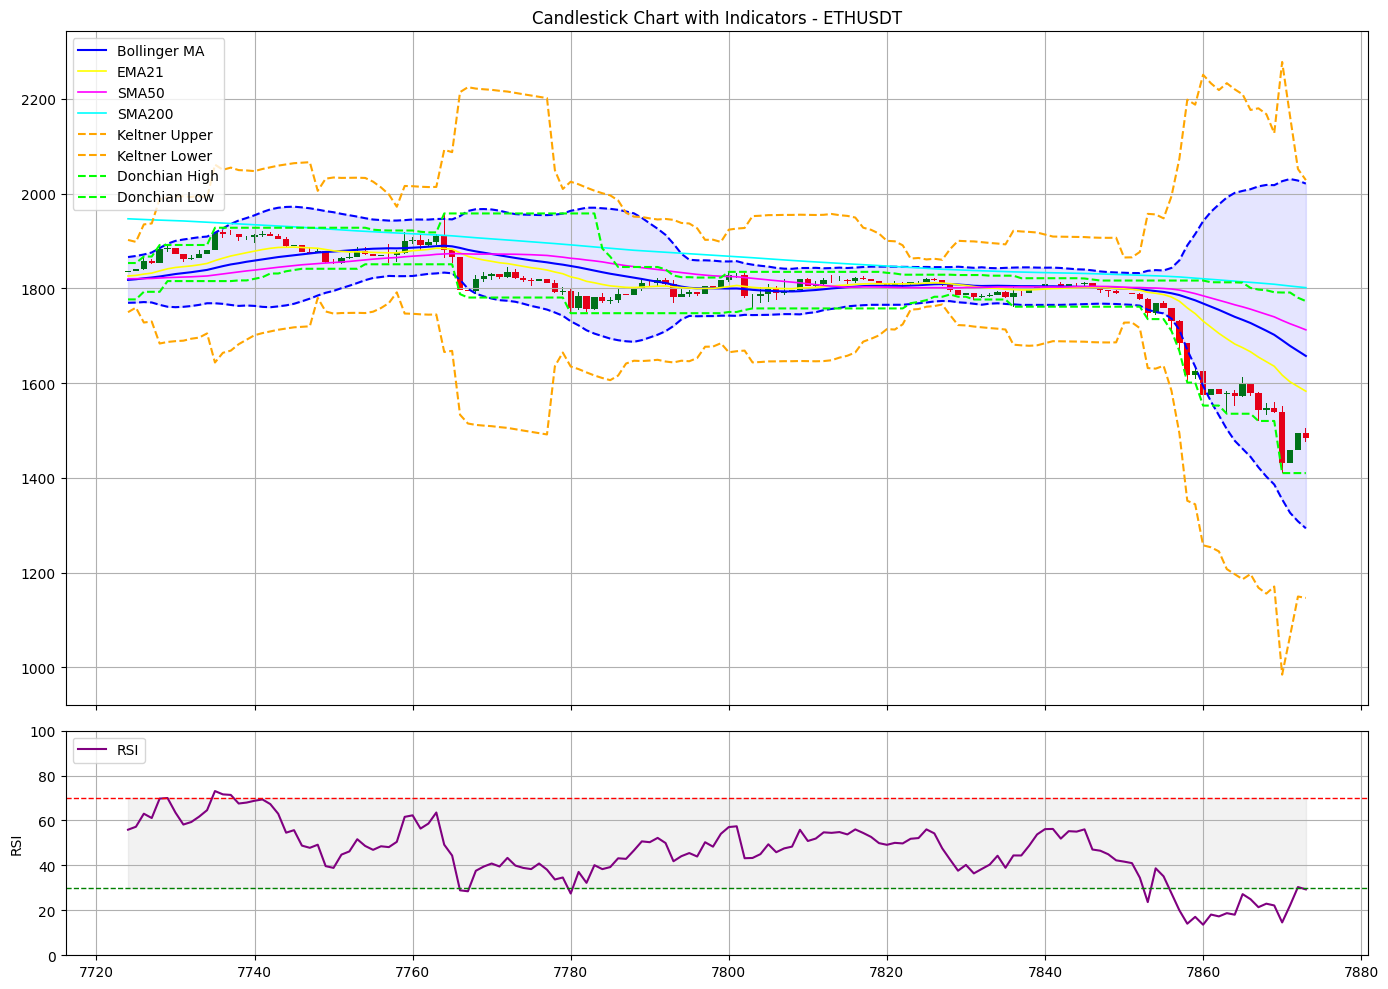 Candlestick Chart with Indicators - ETHUSDT
Bollinger MA
EMA21
SMA50
SMA200
Keltner Upper
Keltner Lower
Donchian High
Donchian Low
2200
2000
1800
1600
1400
1200
1000
RSI
100
80
60
40
20
0
RSI
7720
7740
7760
7780
7800
7820
7840
7860
7880